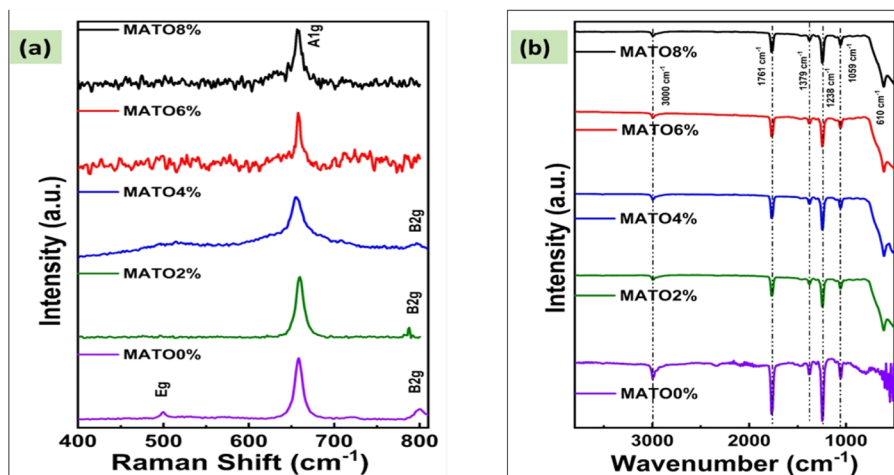 (a)
MATO8%
A1g
MATO6%
MATO4%
B2g
MATO2%
B2g
MATO0%
Eg
B2g
Intensity (a.u.)
400 500 600 700 800
Raman Shift (cm-1)
(b)
MATO8%
3000 cm-1
1761 cm-1
1379 cm-1
1238 cm-1
1059 cm-1
610 cm-1
MATO6%
MATO4%
MATO2%
MATO0%
Intensity (a.u.)
3000 2000 1000
Wavenumber (cm-1)